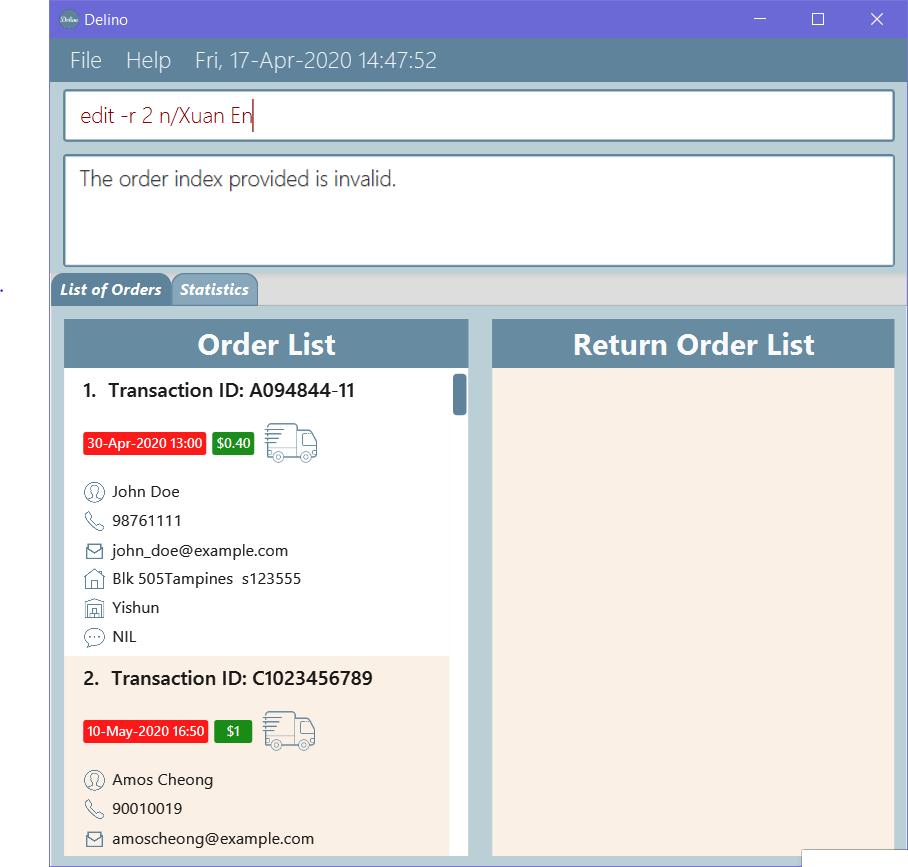 Delino
File Help Fri, 17-Apr-2020 14:47:52
edit -r 2 n/Xuan En
The order index provided is invalid.
List of Orders Statistics
Order List
1. Transaction ID: A094844-11
30-Apr-2020 13:00 $0.40
John Doe
98761111
john_doe@example.com
Blk 505Tampines s123555
Yishun
NIL
2. Transaction ID: C1023456789
10-May-2020 16:50 $1
Amos Cheong
90010019
amoscheong@example.com
Return Order List